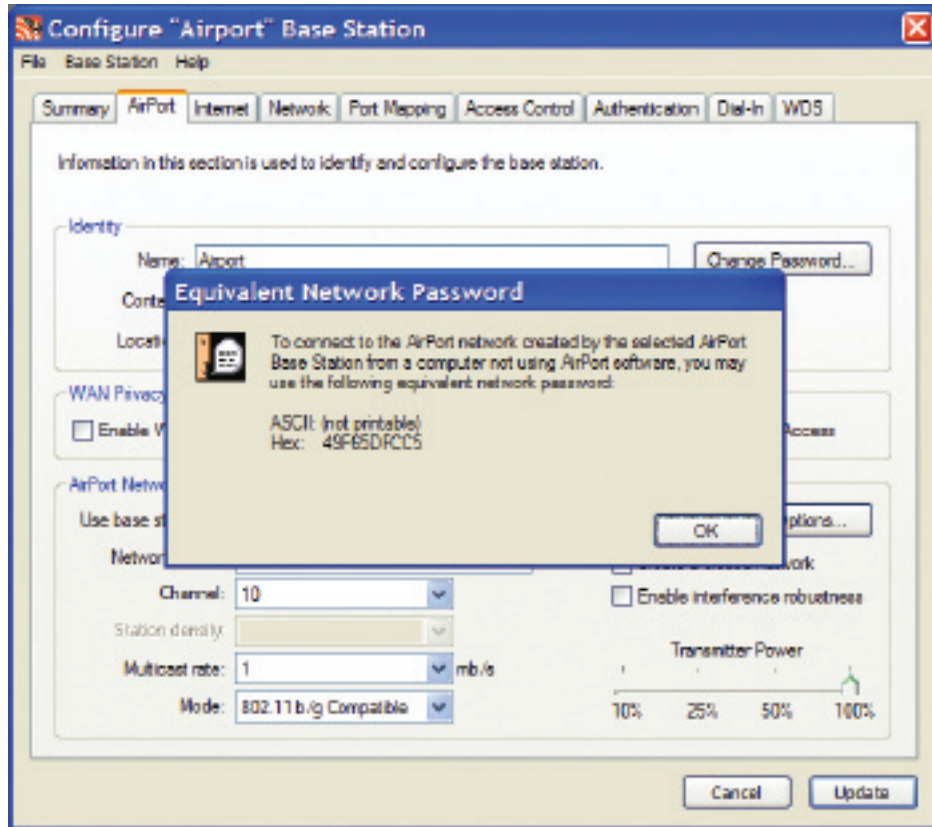 Configure "Airport" Base Station
File Base Station Help
Summary AirPort Internet Network Port Mapping Access Control Authentication Dial-In WDS
Information in this section is used to identify and configure the base station.
Identity
Name: Airport Change Password...
Conta
Locati
Equivalent Network Password
To connect to the AirPort network created by the selected AirPort
Base Station from a computer not using AirPort software, you may
use the following equivalent network password:
ASCII: (not printable)
Hex: 49F65DFCC5
WAN Privacy
Enable W Access
AirPort Netwo
Use base st ptions...
OK
Networ
Channel: 10 Enable interference robustness
Station density:
Multicast rate: 1 mb/s
Transmitter Power
Mode: 802.11b/g Compatible
10% 25% 50% 100%
Cancel Update